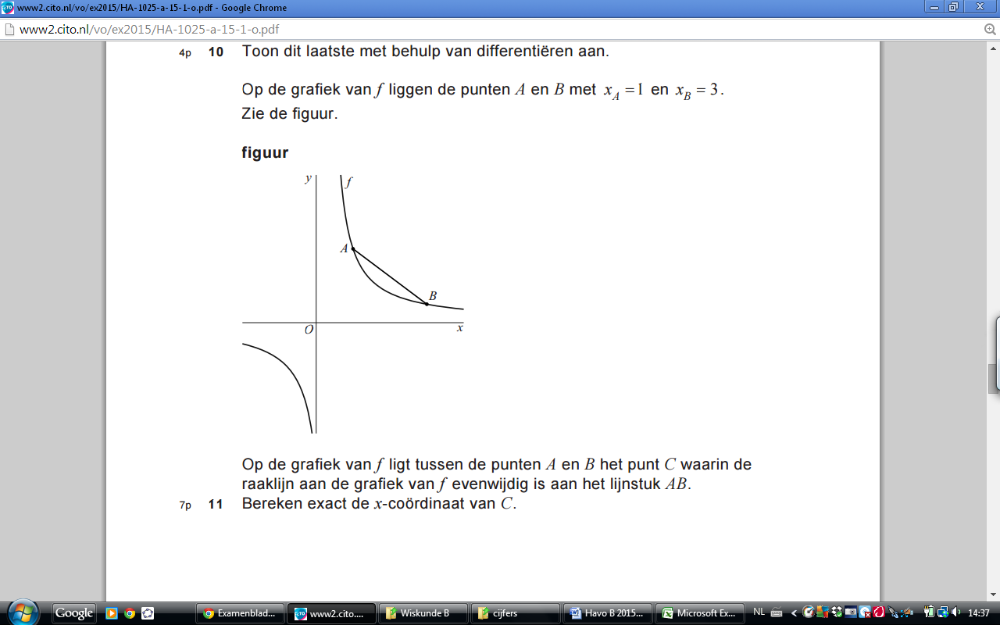 www2.cito.nl/vo/ex2015/HA-1025-a-15-1-o.pdf - Google Chrome
www2.cito.nl/vo/ex2015/HA-1025-a-15-1-o.pdf
4p 10 Toon dit laatste met behulp van differentiëren aan.
Op de grafiek van f liggen de punten A en B met x_A = 1 en x_B = 3.
Zie de figuur.
figuur
y f
A
B
O x
Op de grafiek van f ligt tussen de punten A en B het punt C waarin de
raaklijn aan de grafiek van f evenwijdig is aan het lijnstuk AB.
7p 11 Bereken exact de x-coördinaat van C.
Google Examenblad... www2.cito.... Wiskunde B cijfers Havo B 2015... Microsoft Ex... NL 14:37